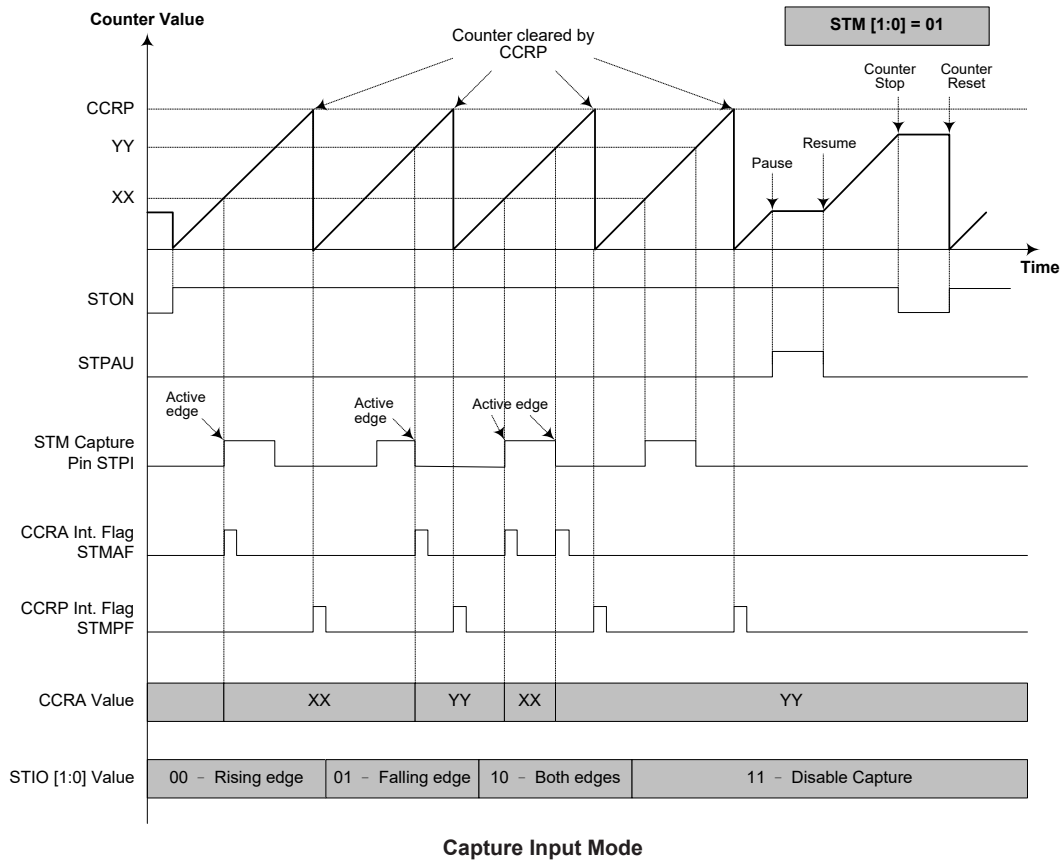 Counter Value
STM [1:0] = 01
Counter cleared by
CCRP
Counter
Stop
Counter
Reset
CCRP
YY
Resume
Pause
XX
Time
STON
STPAU
Active
edge
Active
edge
Active edge
STM Capture
Pin STPI
CCRA Int. Flag
STMAF
CCRP Int. Flag
STMPF
CCRA Value
XX
YY
XX
YY
STIO [1:0] Value
00 – Rising edge
01 – Falling edge
10 – Both edges
11 – Disable Capture
Capture Input Mode